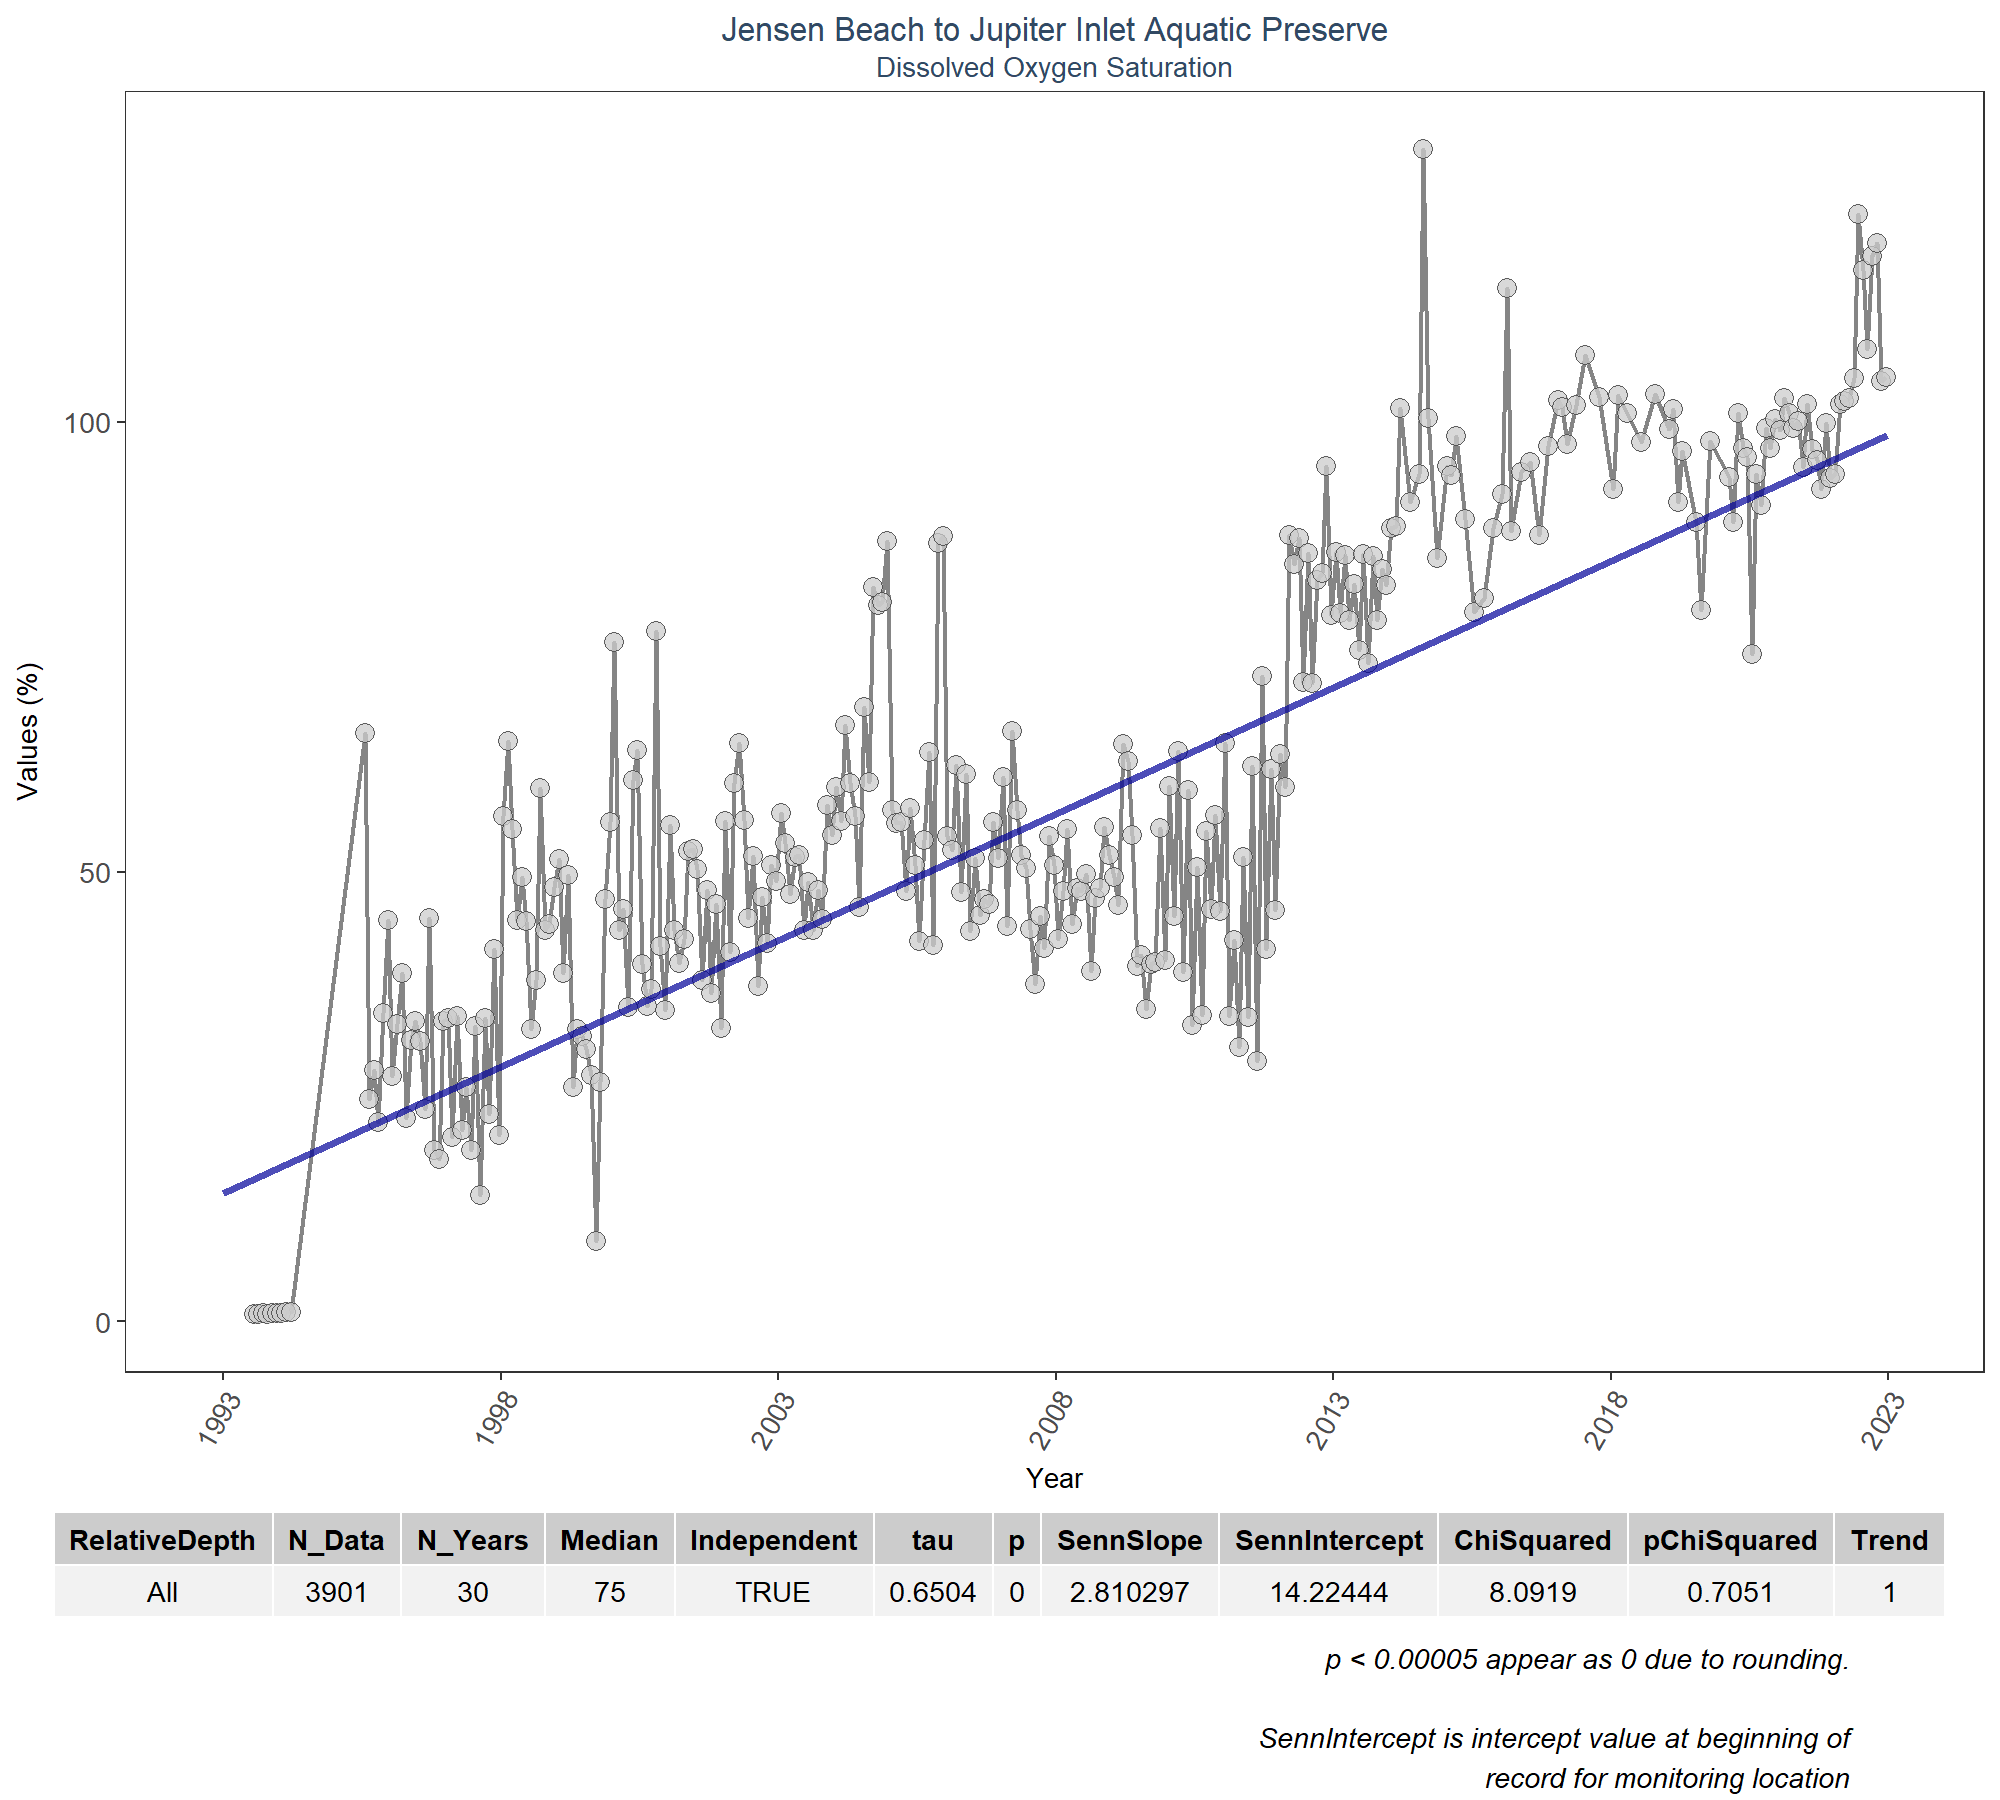 Jensen Beach to Jupiter Inlet Aquatic Preserve
Dissolved Oxygen Saturation
Values (%)
100
50
0
1993
1998
2003
2008
2013
2018
2023
Year
RelativeDepth N_Data N_Years Median Independent tau p SennSlope SennIntercept ChiSquared pChiSquared Trend
All 3901 30 75 TRUE 0.6504 0 2.810297 14.22444 8.0919 0.7051 1
p < 0.00005 appear as 0 due to rounding.
SennIntercept is intercept value at beginning of
record for monitoring location